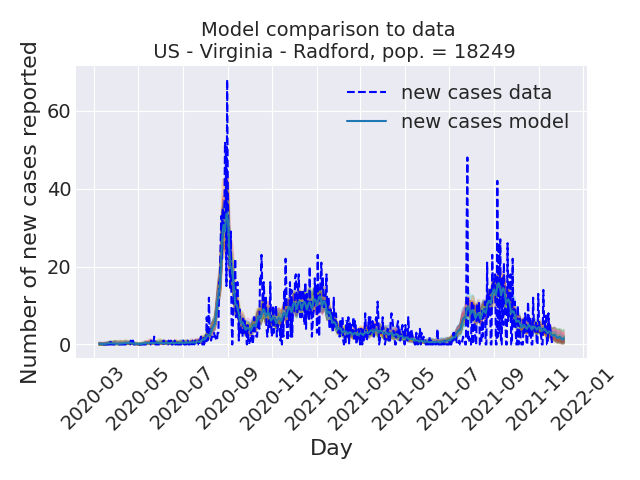 Model comparison to data
US - Virginia - Radford, pop. = 18249
Number of new cases reported
new cases data
new cases model
60
40
20
0
2020-03
2020-05
2020-07
2020-09
2020-11
2021-01
2021-03
2021-05
2021-07
2021-09
2021-11
2022-01
Day